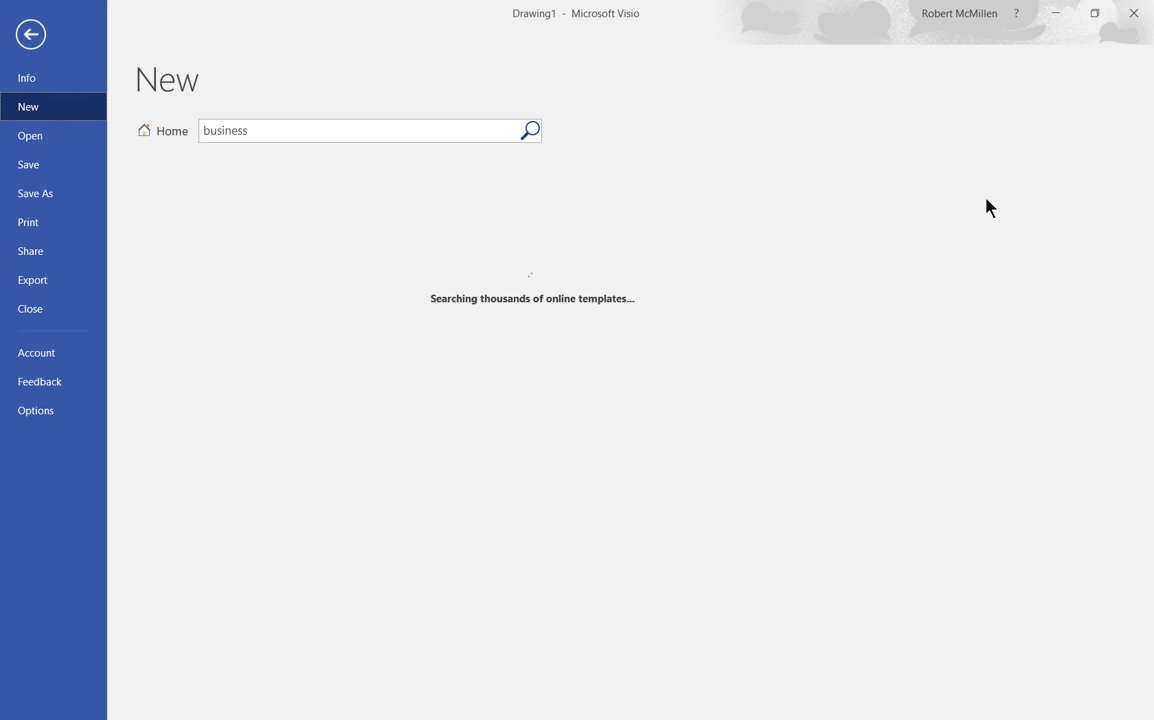 Drawing1 - Microsoft Visio
Robert McMillen ?
Info
New
Open
Save
Save As
Print
Share
Export
Close
Account
Feedback
Options
New
Home
business
Searching thousands of online templates...